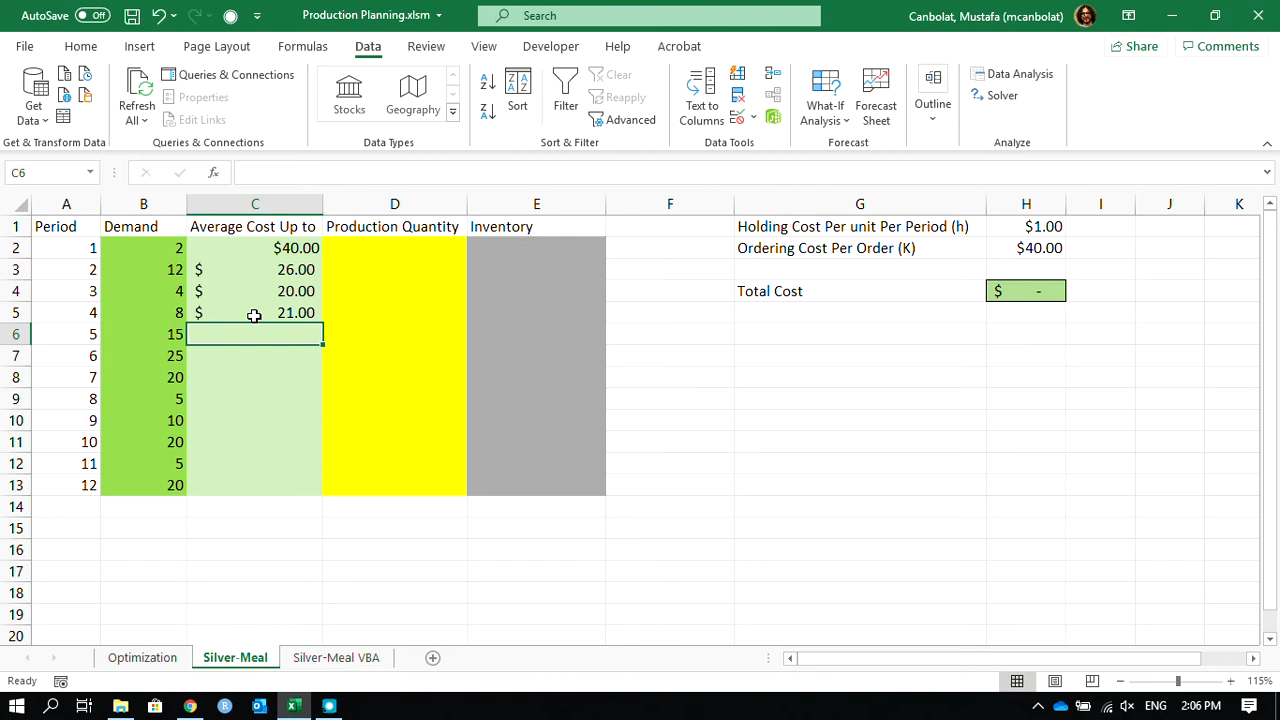 AutoSave Off Production Planning.xlsm Search Canbolat, Mustafa (mcanbolat)
File Home Insert Page Layout Formulas Data Review View Developer Help Acrobat Share Comments
Get Data Refresh All Queries & Connections Properties Edit Links Stocks Geography Sort Filter Clear Reapply Advanced Text to Columns What-If Analysis Forecast Sheet Outline Data Analysis Solver
Get & Transform Data Queries & Connections Data Types Sort & Filter Data Tools Forecast Analyze
C6 fx
A B C D E F G H I J K
1 Period Demand Average Cost Up to Production Quantity Inventory Holding Cost Per unit Per Period (h) $1.00
2 1 2 $40.00 Ordering Cost Per Order (K) $40.00
3 2 12 $ 26.00
4 3 4 $ 20.00 Total Cost $ -
5 4 8 $ 21.00
6 5 15
7 6 25
8 7 20
9 8 5
10 9 10
11 10 20
12 11 5
13 12 20
14
15
16
17
18
19
20
Optimization Silver-Meal Silver-Meal VBA
Ready 115%
ENG 2:06 PM